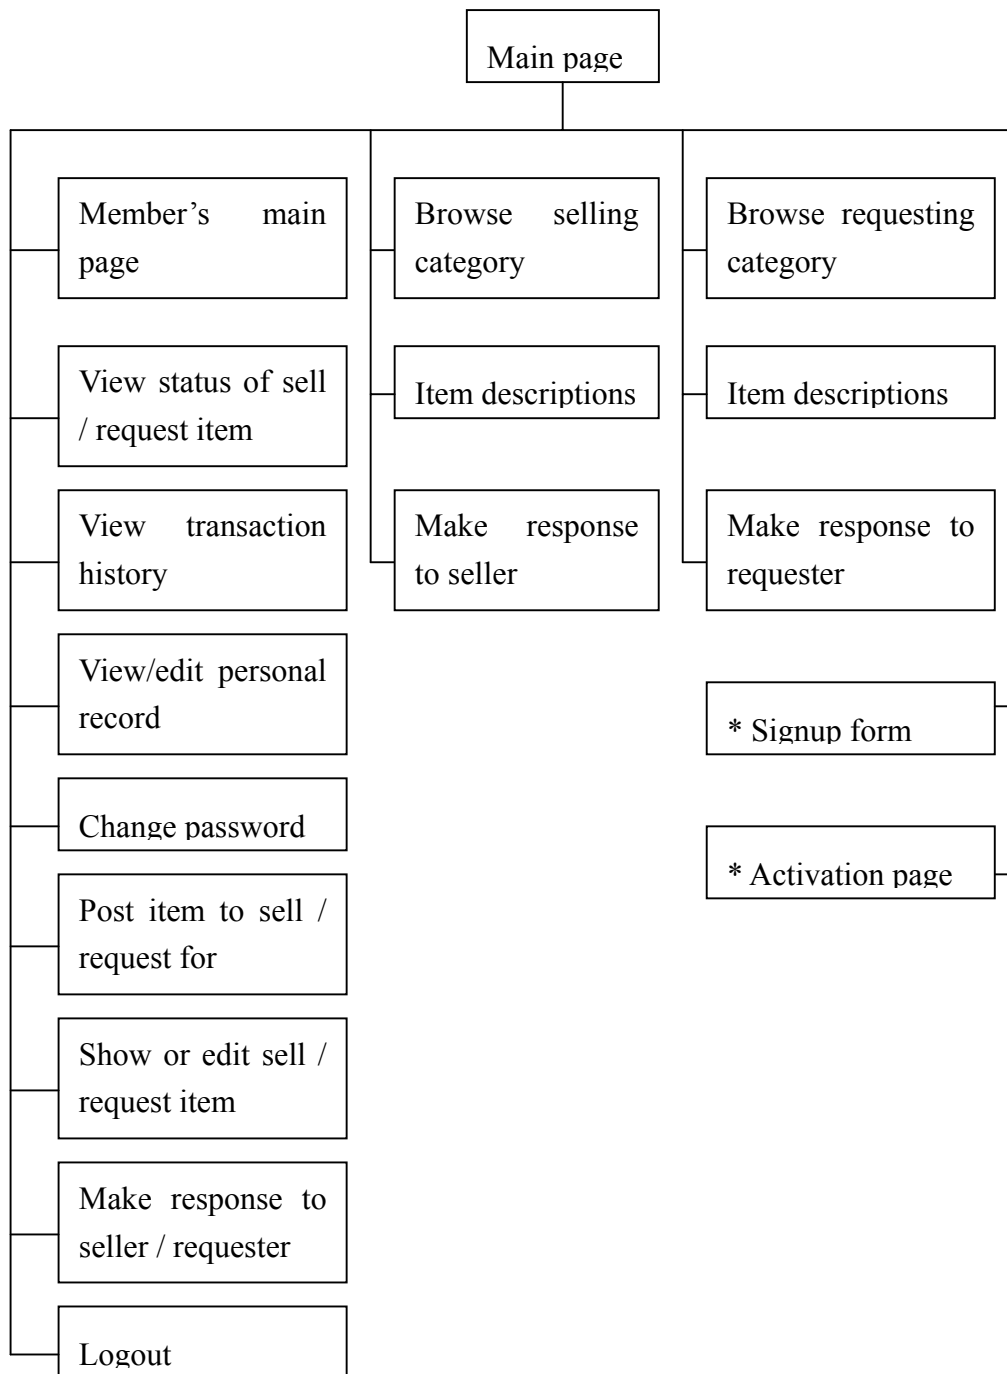 Main page
Member’s main
page
View status of sell
/ request item
View transaction
history
View/edit personal
record
Change password
Post item to sell /
request for
Show or edit sell /
request item
Make response to
seller / requester
Logout
Browse selling
category
Item descriptions
Make response
to seller
Browse requesting
category
Item descriptions
Make response to
requester
* Signup form
* Activation page